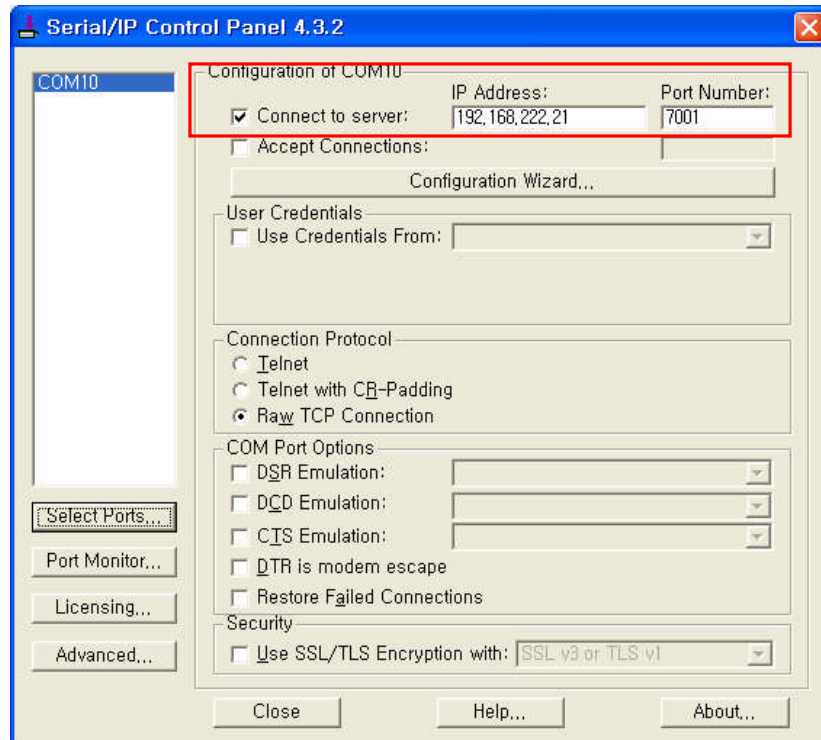 Serial/IP Control Panel 4.3.2
COM10
Configuration of COM10
IP Address: Port Number:
Connect to server: 192,168,222,21 7001
Accept Connections:
Configuration Wizard...
User Credentials
Use Credentials From:
Connection Protocol
Telnet
Telnet with CR-Padding
Raw TCP Connection
COM Port Options
DSR Emulation:
DCD Emulation:
CTS Emulation:
DTR is modem escape
Restore Failed Connections
Security
Use SSL/TLS Encryption with: SSL v3 or TLS v1
Select Ports...
Port Monitor...
Licensing...
Advanced...
Close Help... About...